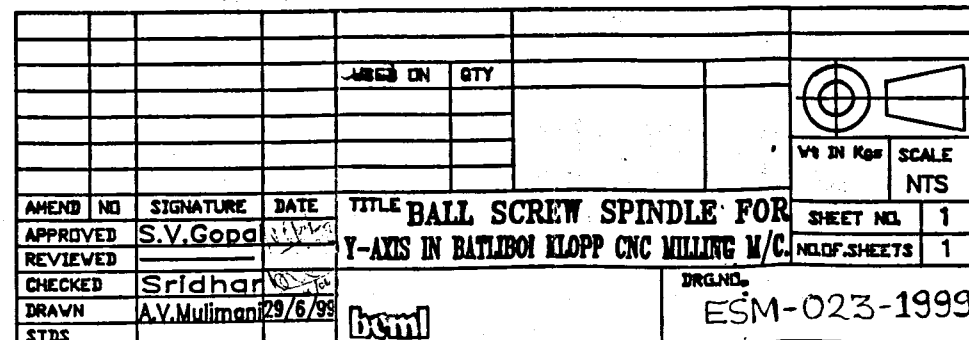 USED ON QTY
Wt IN Kgs SCALE
NTS
AMEND NO SIGNATURE DATE
TITLE BALL SCREW SPINDLE FOR
Y-AXIS IN BATLIBOI KLOPP CNC MILLING M/C.
SHEET NO. 1
NO.OF.SHEETS 1
APPROVED S.V.Gopal
REVIEWED
CHECKED Sridhar
DRAWN A.V.Mulimani 29/6/99
STDS
beml
DRG.NO.
ESM-023-1999